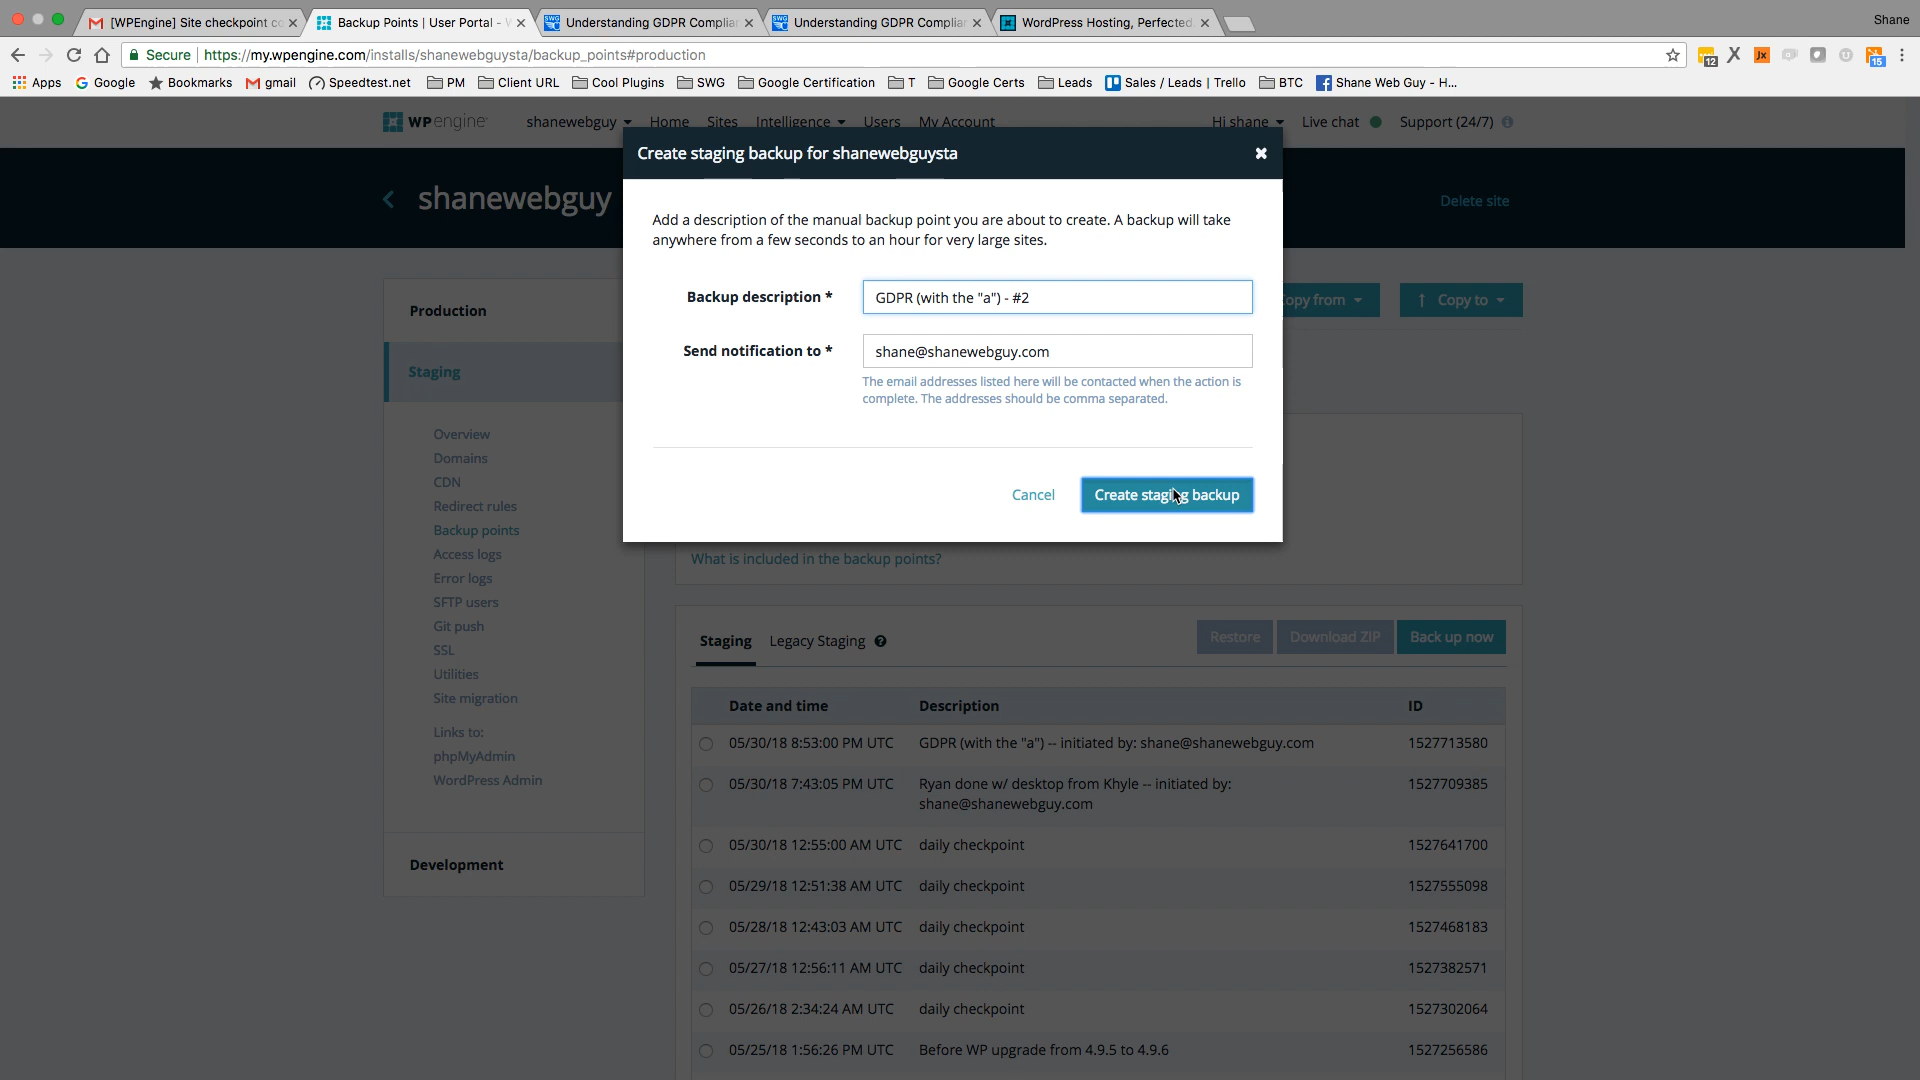 [WPEngine] Site checkpoint co
Backup Points | User Portal - W
Understanding GDPR Complian
Understanding GDPR Complian
WordPress Hosting, Perfected.
Shane
Secure https://my.wpengine.com/installs/shanewebguysta/backup_points#production
12
15
Apps Google Bookmarks gmail Speedtest.net PM Client URL Cool Plugins SWG Google Certification T Google Certs Leads Sales / Leads | Trello BTC Shane Web Guy - H...
WPengine shanewebguy Home Sites Intelligence Users My Account Hi shane Live chat Support (24/7)
Create staging backup for shanewebguysta
shanewebguy
Delete site
Add a description of the manual backup point you are about to create. A backup will take
anywhere from a few seconds to an hour for very large sites.
Backup description * GDPR (with the "a") - #2
Send notification to * shane@shanewebguy.com
The email addresses listed here will be contacted when the action is
complete. The addresses should be comma separated.
Cancel Create staging backup
opy from Copy to
Production
Staging
Overview
Domains
CDN
Redirect rules
Backup points
Access logs
Error logs
SFTP users
Git push
SSL
Utilities
Site migration
Links to:
phpMyAdmin
WordPress Admin
Development
What is included in the backup points?
Staging Legacy Staging ? Restore Download ZIP Back up now
Date and time Description ID
05/30/18 8:53:00 PM UTC GDPR (with the "a") -- initiated by: shane@shanewebguy.com 1527713580
05/30/18 7:43:05 PM UTC Ryan done w/ desktop from Khyle -- initiated by: 1527709385
shane@shanewebguy.com
05/30/18 12:55:00 AM UTC daily checkpoint 1527641700
05/29/18 12:51:38 AM UTC daily checkpoint 1527555098
05/28/18 12:43:03 AM UTC daily checkpoint 1527468183
05/27/18 12:56:11 AM UTC daily checkpoint 1527382571
05/26/18 2:34:24 AM UTC daily checkpoint 1527302064
05/25/18 1:56:26 PM UTC Before WP upgrade from 4.9.5 to 4.9.6 1527256586